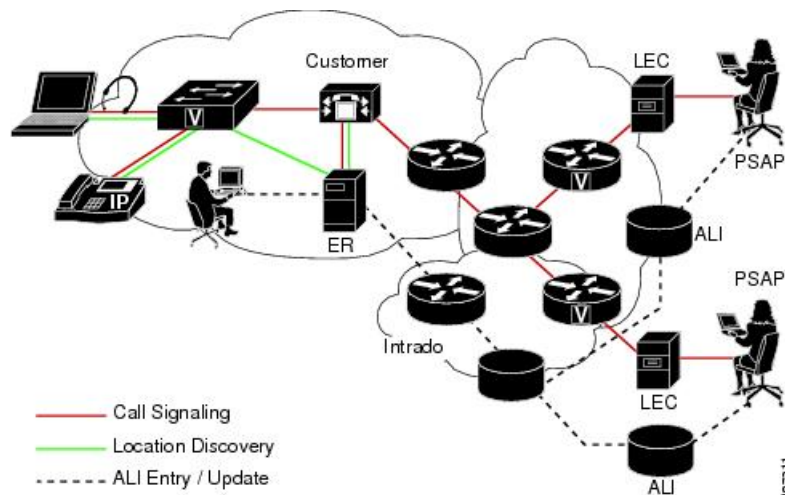 Customer
LEC
V
PSAP
IP
V
ER
ALI
PSAP
V
Intrado
LEC
Call Signaling
Location Discovery
ALI Entry / Update
ALI